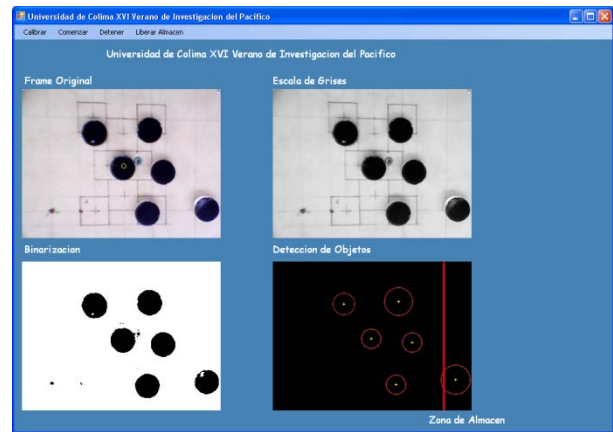 Universidad de Colima XVI Verano de Investigacion del Pacifico
Calibrar Comenzar Detener Liberar Almacen
Universidad de Colima XVI Verano de Investigacion del Pacifico
Frame Original
Escala de Grises
Binarizacion
Deteccion de Objetos
Zona de Almacen